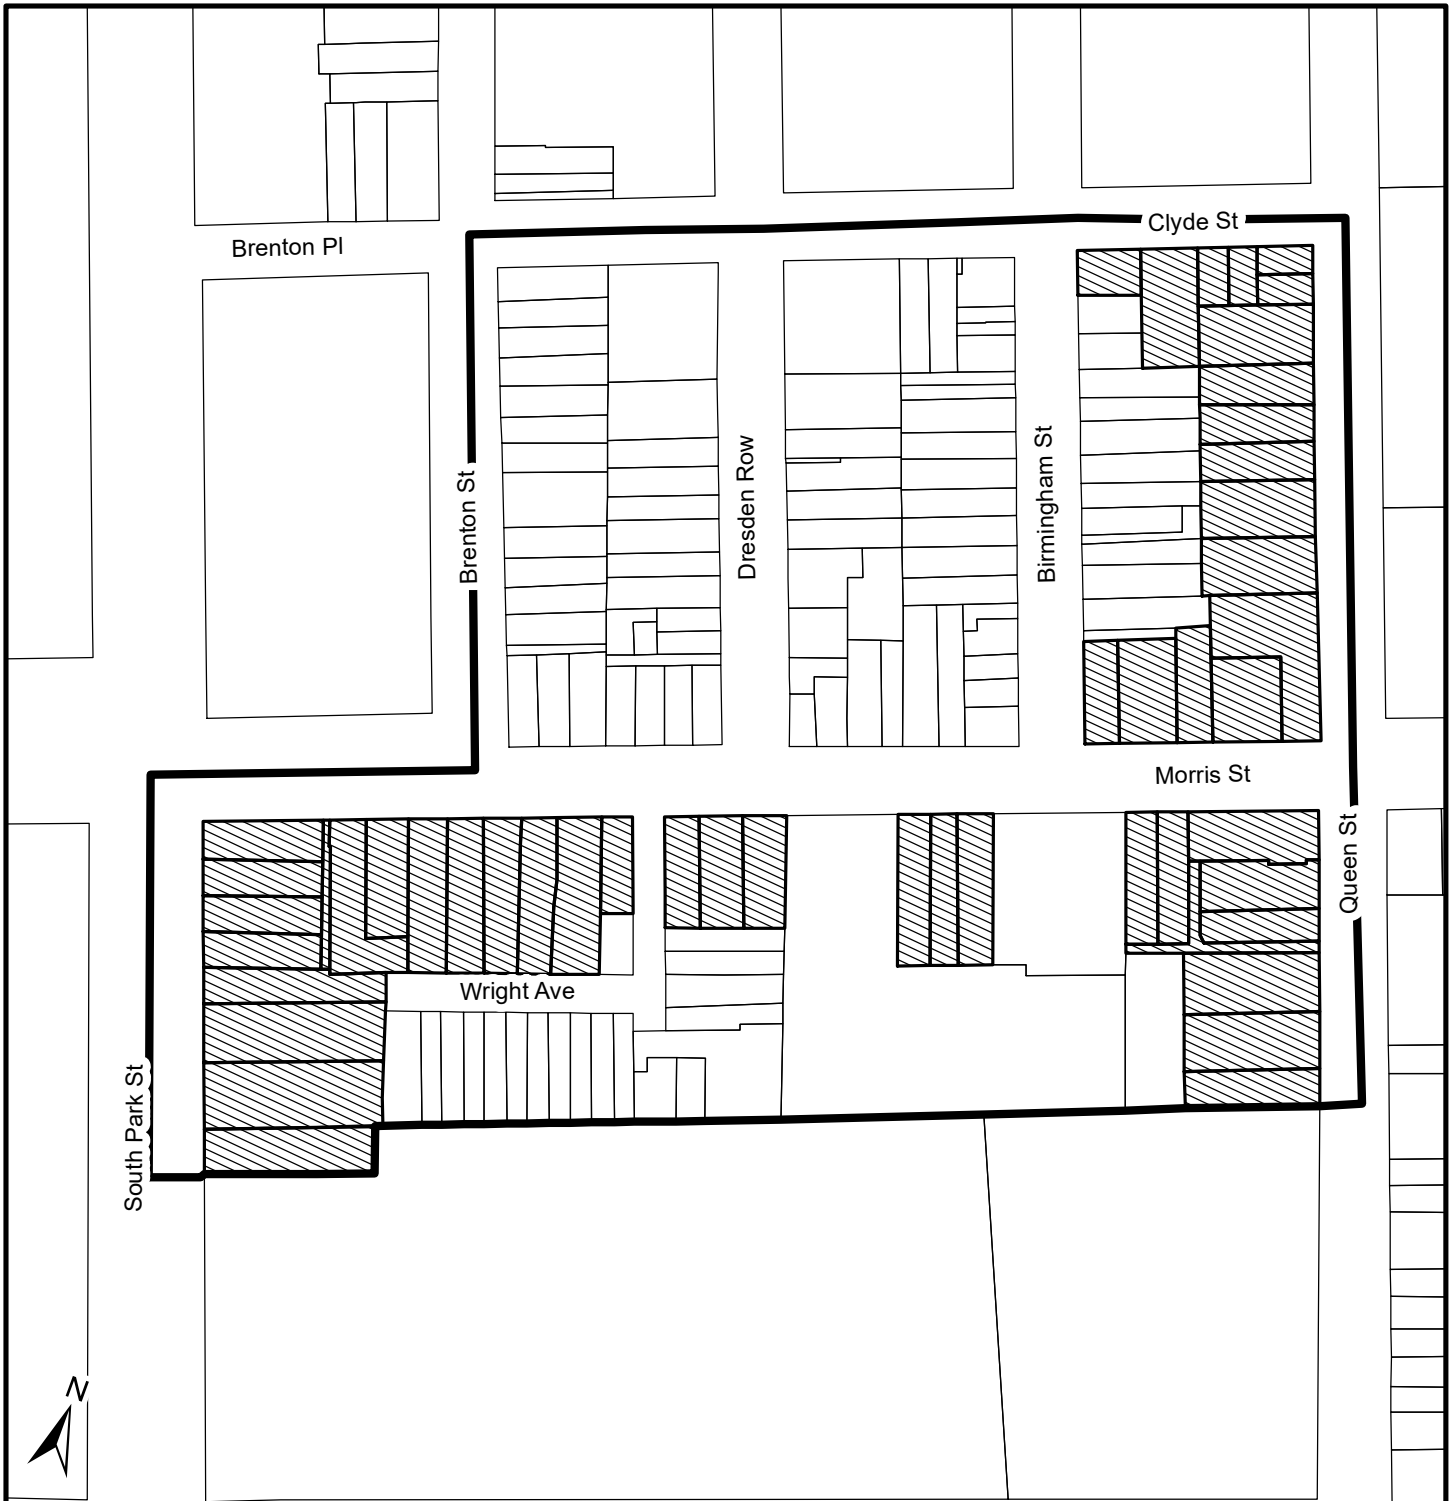 Clyde St
Brenton Pl
Brenton St
Dresden Row
Birmingham St
Morris St
Queen St
Wright Ave
South Park St
N